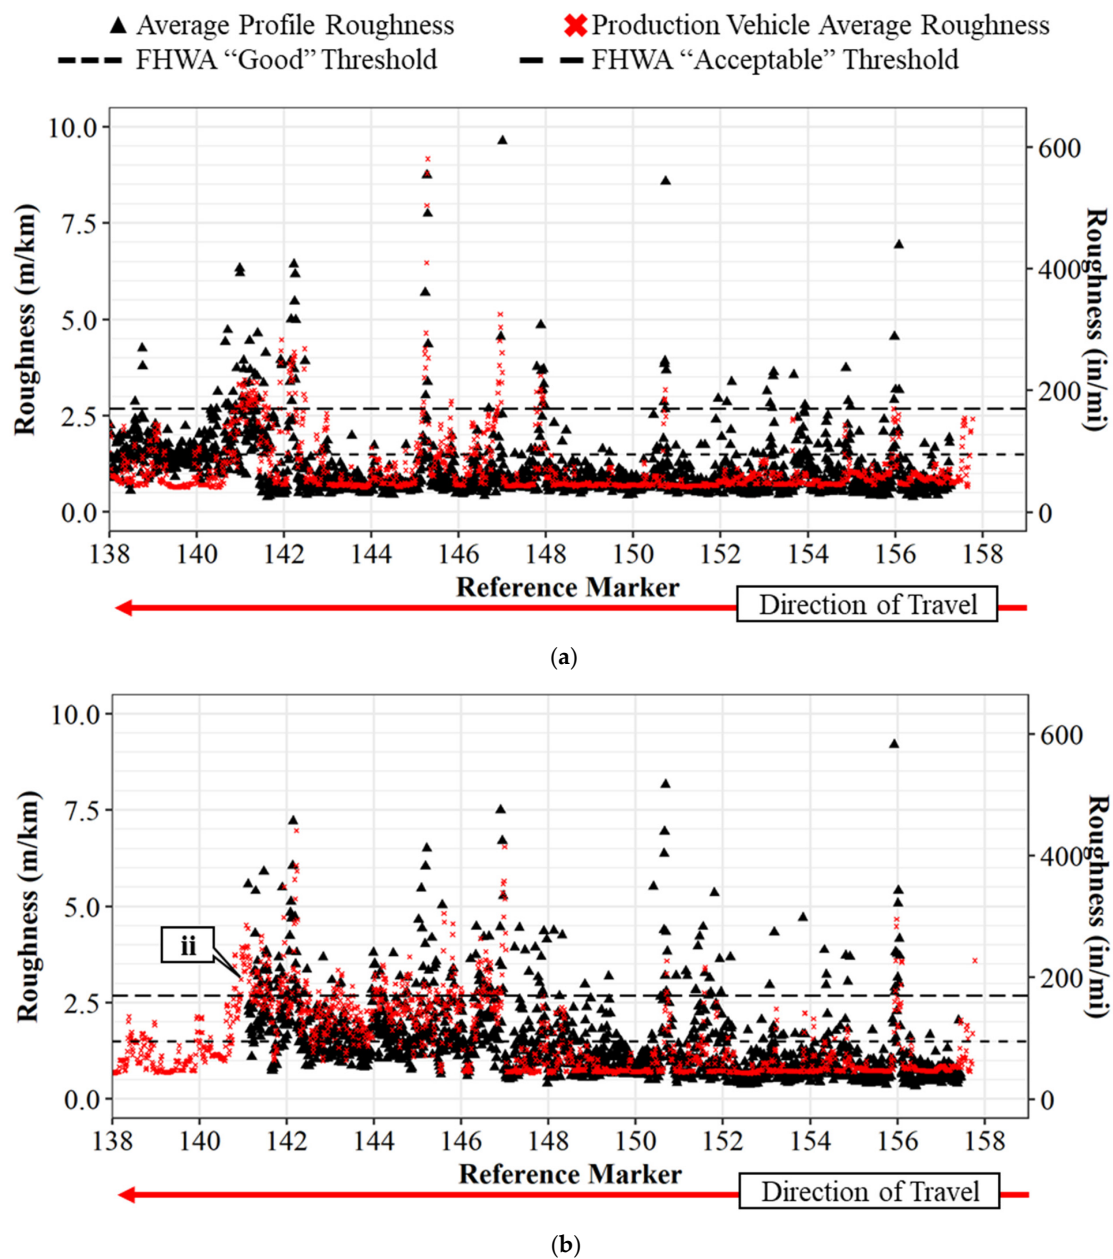 Average Profile Roughness
Production Vehicle Average Roughness
FHWA “Good” Threshold
FHWA “Acceptable” Threshold
10.0
7.5
5.0
2.5
0.0
Roughness (m/km)
600
400
200
0
Roughness (in/mi)
138 140 142 144 146 148 150 152 154 156 158
Reference Marker
Direction of Travel
(a)
10.0
7.5
5.0
2.5
0.0
Roughness (m/km)
ii
600
400
200
0
Roughness (in/mi)
138 140 142 144 146 148 150 152 154 156 158
Reference Marker
Direction of Travel
(b)